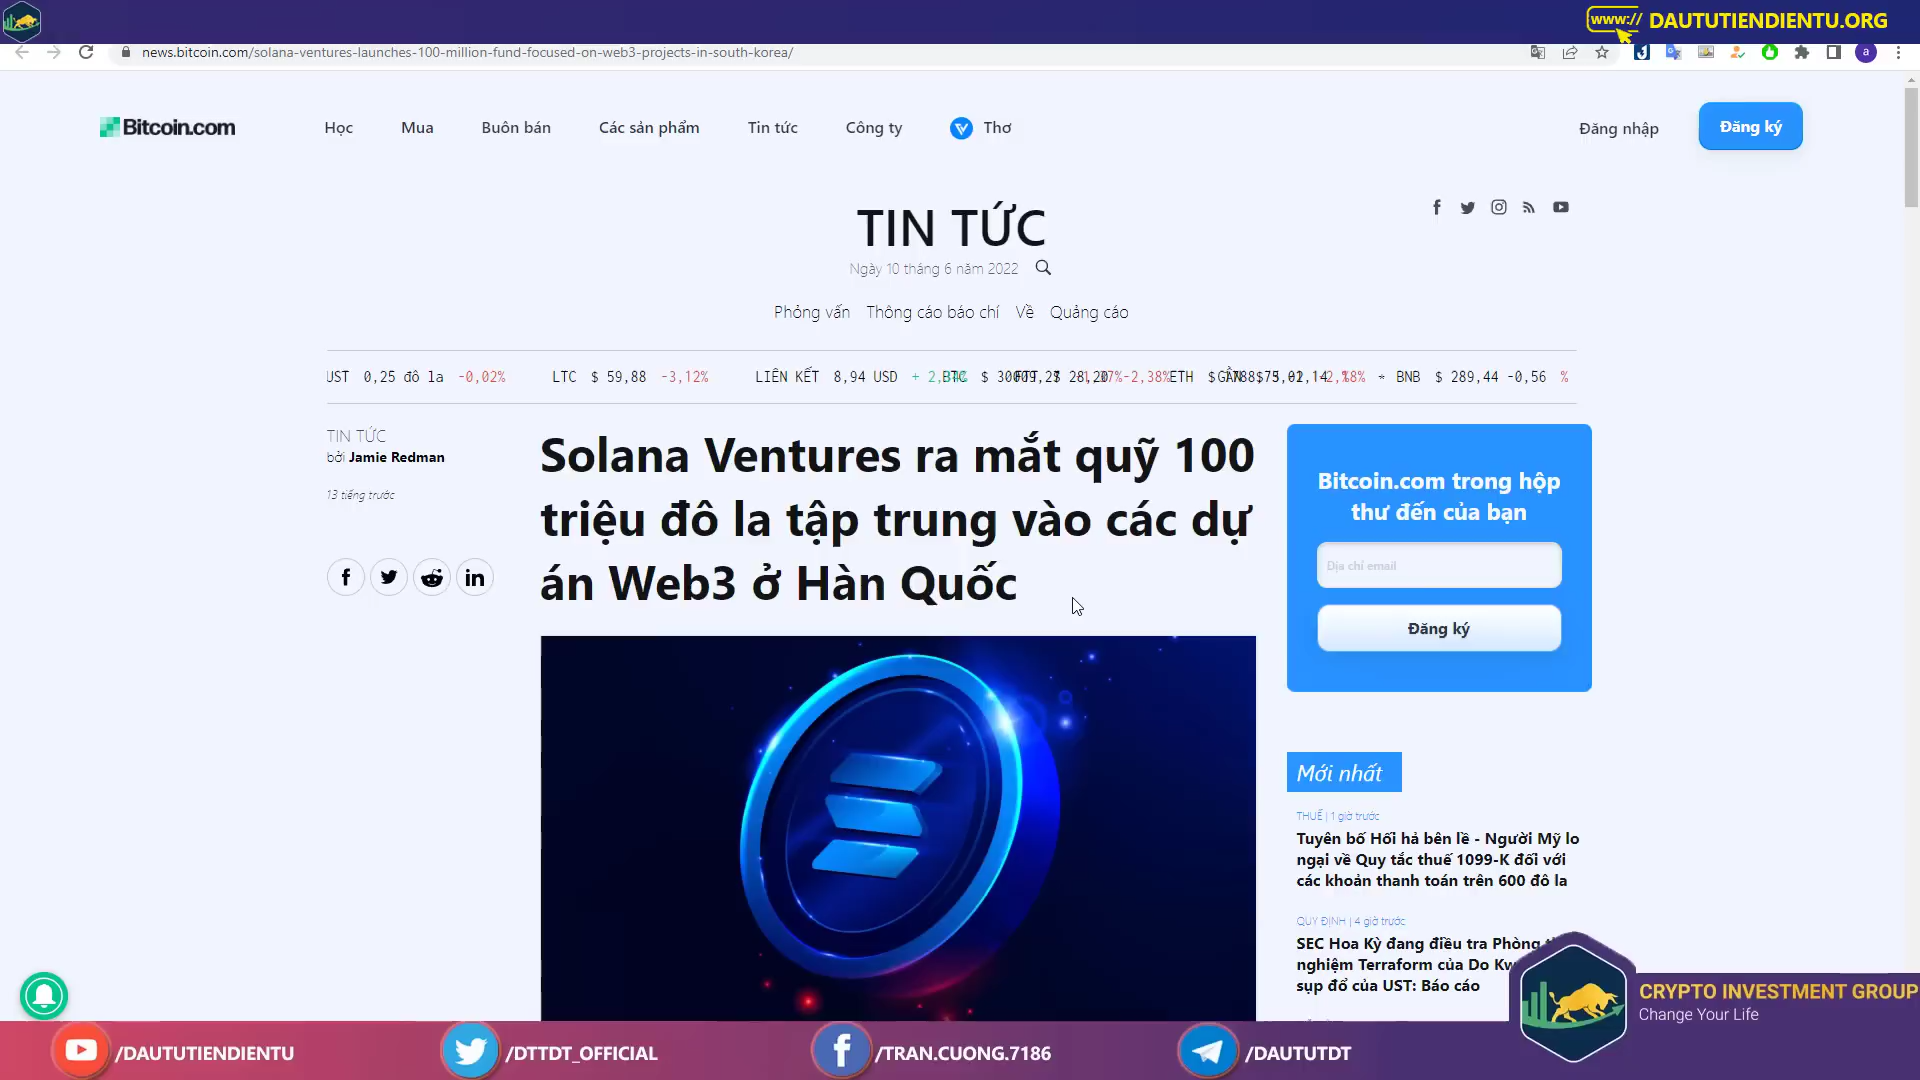 www:// DAUTUTIENDIENTU.ORG
news.bitcoin.com/solana-ventures-launches-100-million-fund-focused-on-web3-projects-in-south-korea/
a
Bitcoin.com
Học Mua Buôn bán Các sản phẩm Tin tức Công ty Thơ
Đăng nhập Đăng ký
TIN TỨC
Ngày 10 tháng 6 năm 2022
Phỏng vấn Thông cáo báo chí Về Quảng cáo
UST 0,25 đô la -0,02% LTC $ 59,88 -3,12% LIÊN KẾT 8,94 USD ETH BNB $ 289,44 -0,56 %
TIN TỨC
bởi Jamie Redman
13 tiếng trước
Solana Ventures ra mắt quỹ 100
triệu đô la tập trung vào các dự
án Web3 ở Hàn Quốc
Bitcoin.com trong hộp
thư đến của bạn
Địa chỉ email
Đăng ký
Mới nhất
THUẾ | 1 giờ trước
Tuyên bố Hối hả bên lề - Người Mỹ lo
ngại về Quy tắc thuế 1099-K đối với
các khoản thanh toán trên 600 đô la
QUY ĐỊNH | 4 giờ trước
SEC Hoa Kỳ đang điều tra Phòng
nghiệm Terraform của Do
sụp đổ của UST: Báo cáo
CRYPTO INVESTMENT GROUP
Change Your Life
/DAUTUTIENDIENTU
/DTTDT_OFFICIAL
/TRAN.CUONG.7186
/DAUTUTDT